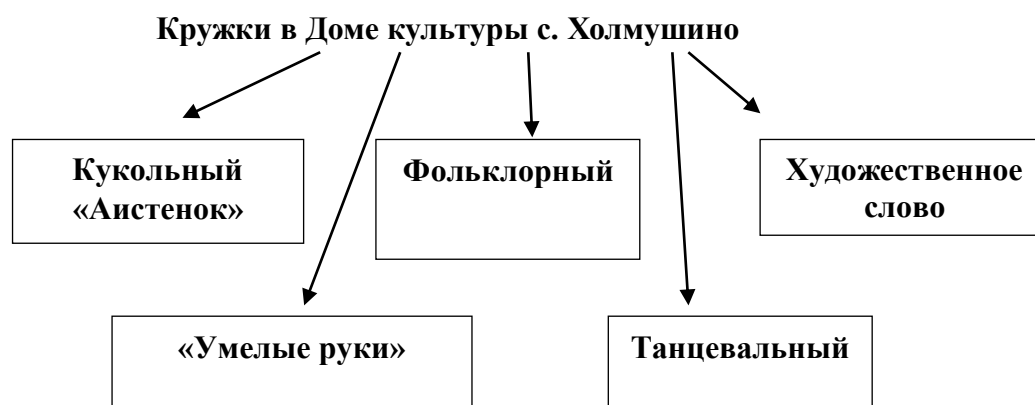 Кружки в Доме культуры с. Холмушино
Кукольный
«Аистенок»
Фольклорный
Художественное
слово
«Умелые руки»
Танцевальный